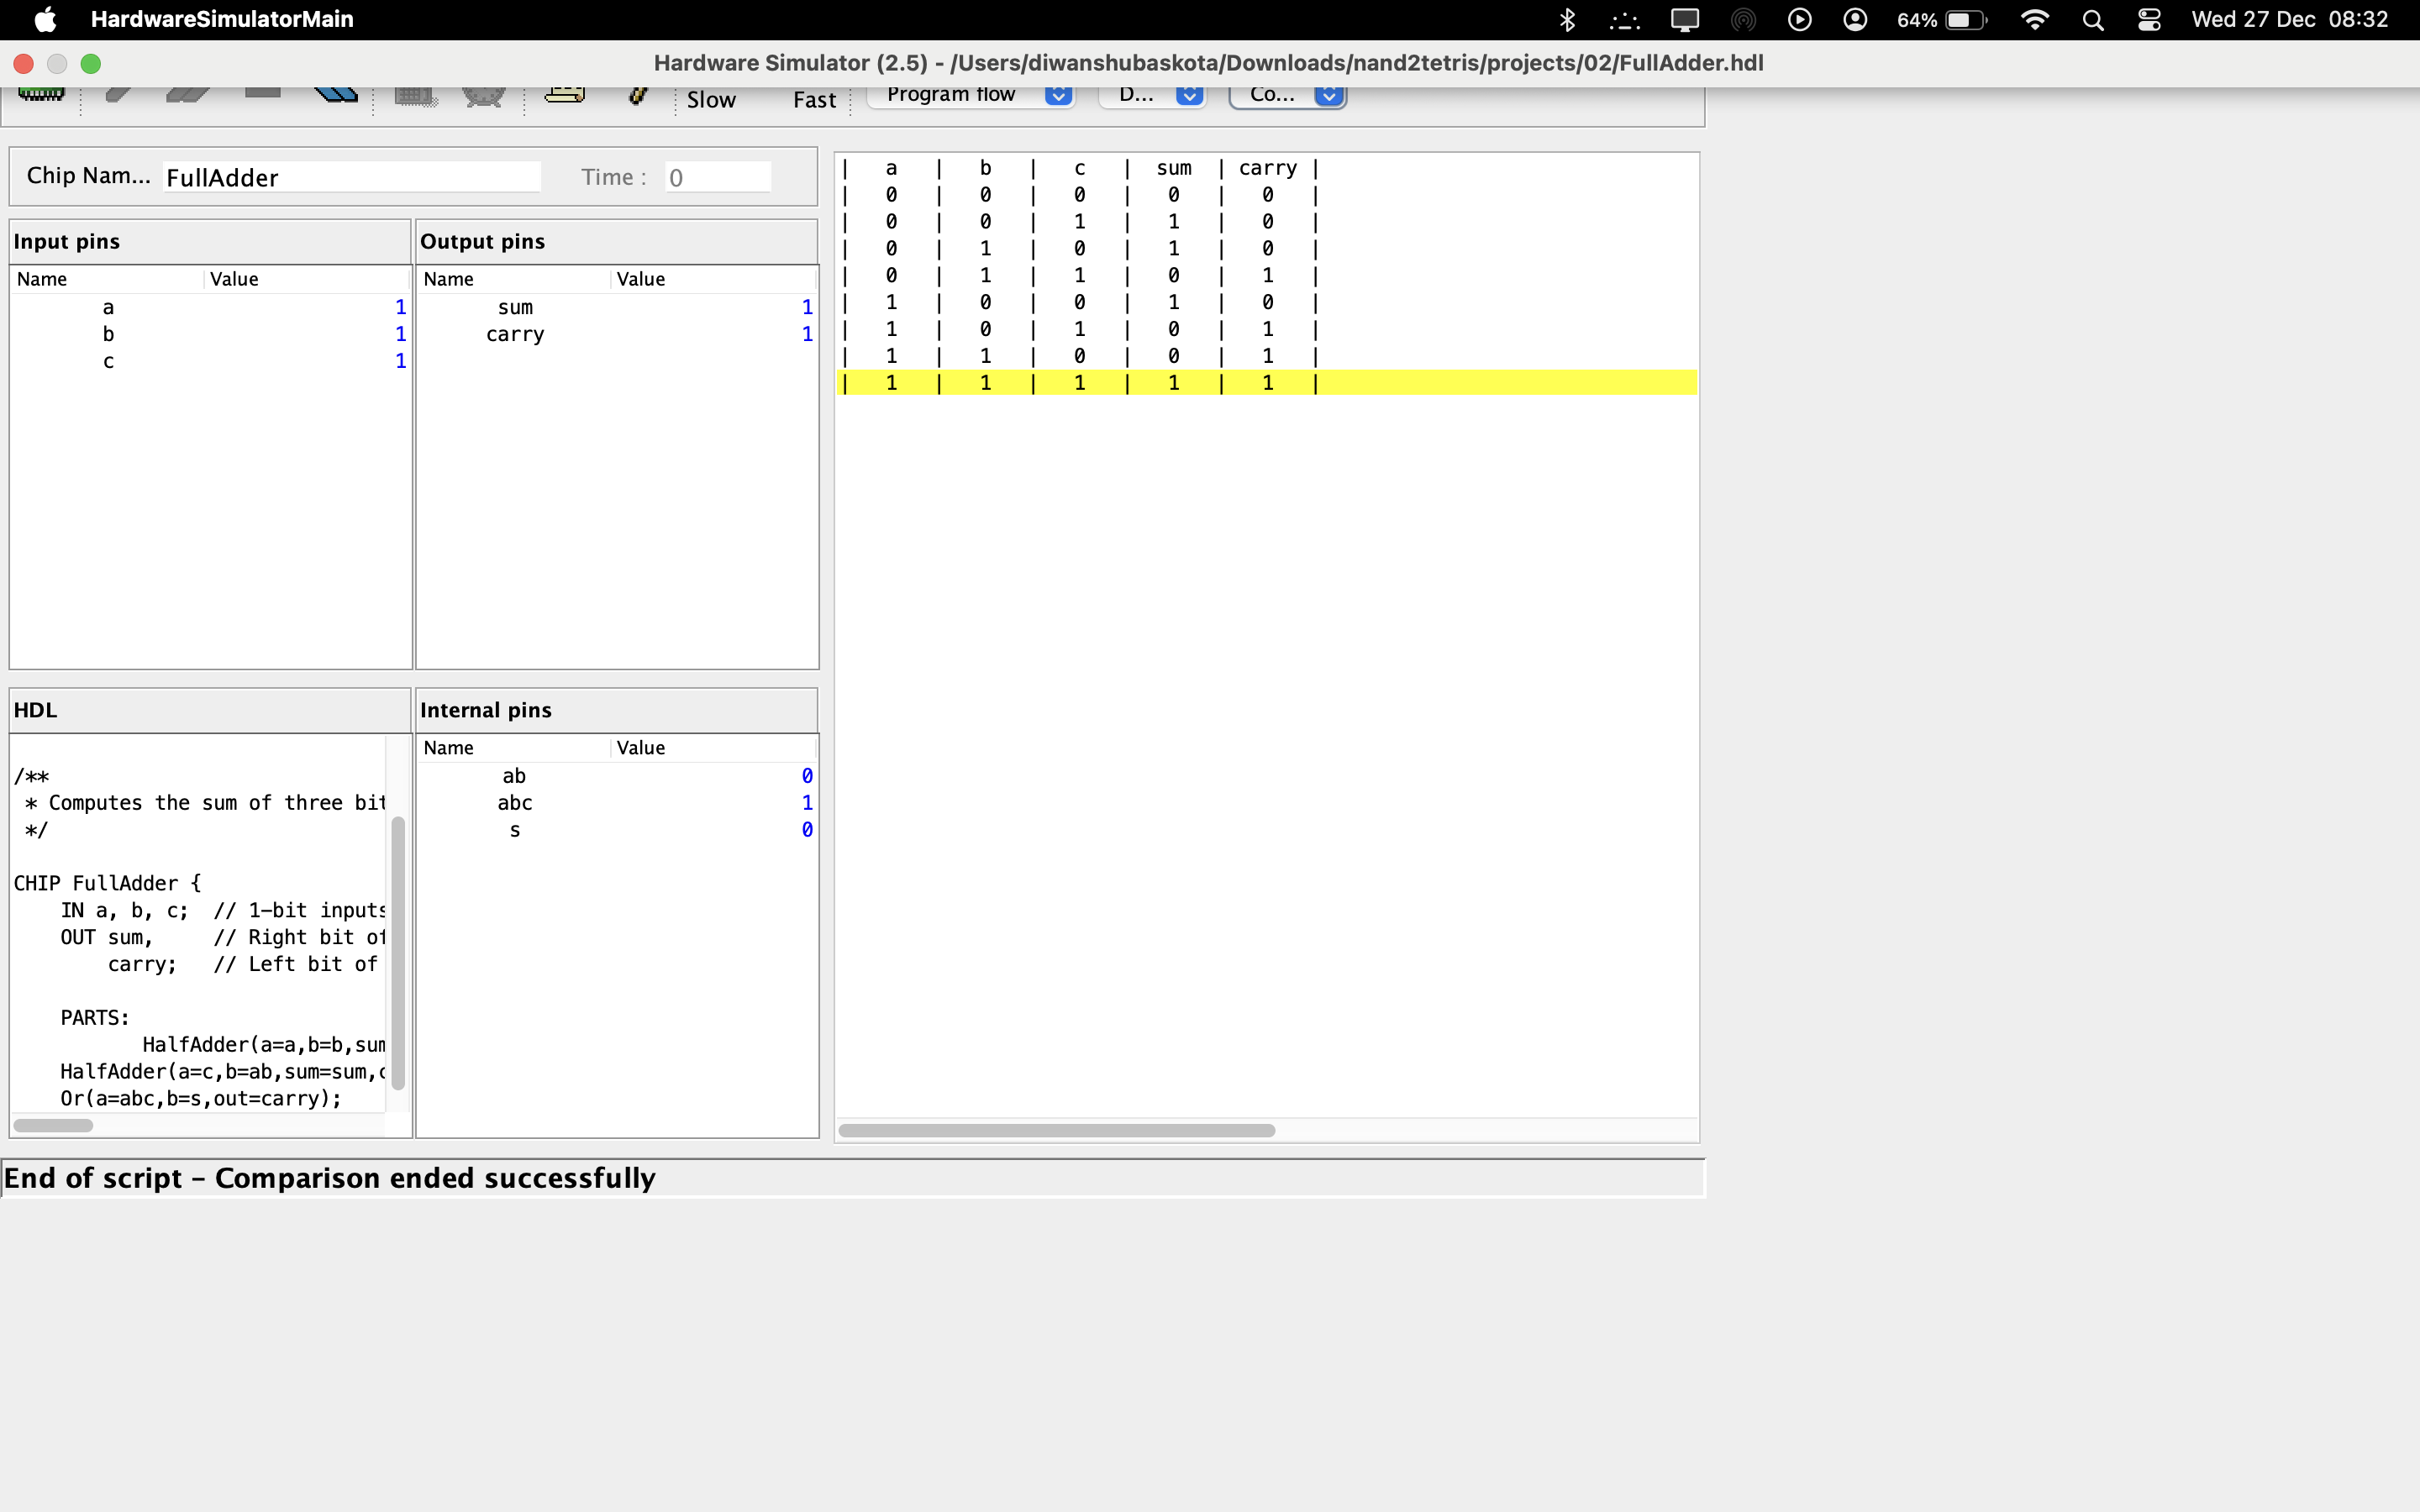 HardwareSimulatorMain 64% Wed 27 Dec 08:32
Hardware Simulator (2.5) - /Users/diwanshubaskota/Downloads/nand2tetris/projects/02/FullAdder.hdl
Slow Fast Program flow D... Co...
Chip Nam... FullAdder Time : 0
Input pins
Name Value
a 1
b 1
c 1
Output pins
Name Value
sum 1
carry 1
HDL
/**
* Computes the sum of three bit
*/
CHIP FullAdder {
IN a, b, c; // 1-bit inputs
OUT sum, // Right bit of
carry; // Left bit of
PARTS:
HalfAdder(a=a,b=b,sum
HalfAdder(a=c,b=ab,sum=sum,c
Or(a=abc,b=s,out=carry);
Internal pins
Name Value
ab 0
abc 1
s 0
| a | b | c | sum | carry |
| 0 | 0 | 0 | 0 | 0 |
| 0 | 0 | 1 | 1 | 0 |
| 0 | 1 | 0 | 1 | 0 |
| 0 | 1 | 1 | 0 | 1 |
| 1 | 0 | 0 | 1 | 0 |
| 1 | 0 | 1 | 0 | 1 |
| 1 | 1 | 0 | 0 | 1 |
| 1 | 1 | 1 | 1 | 1 |
End of script – Comparison ended successfully